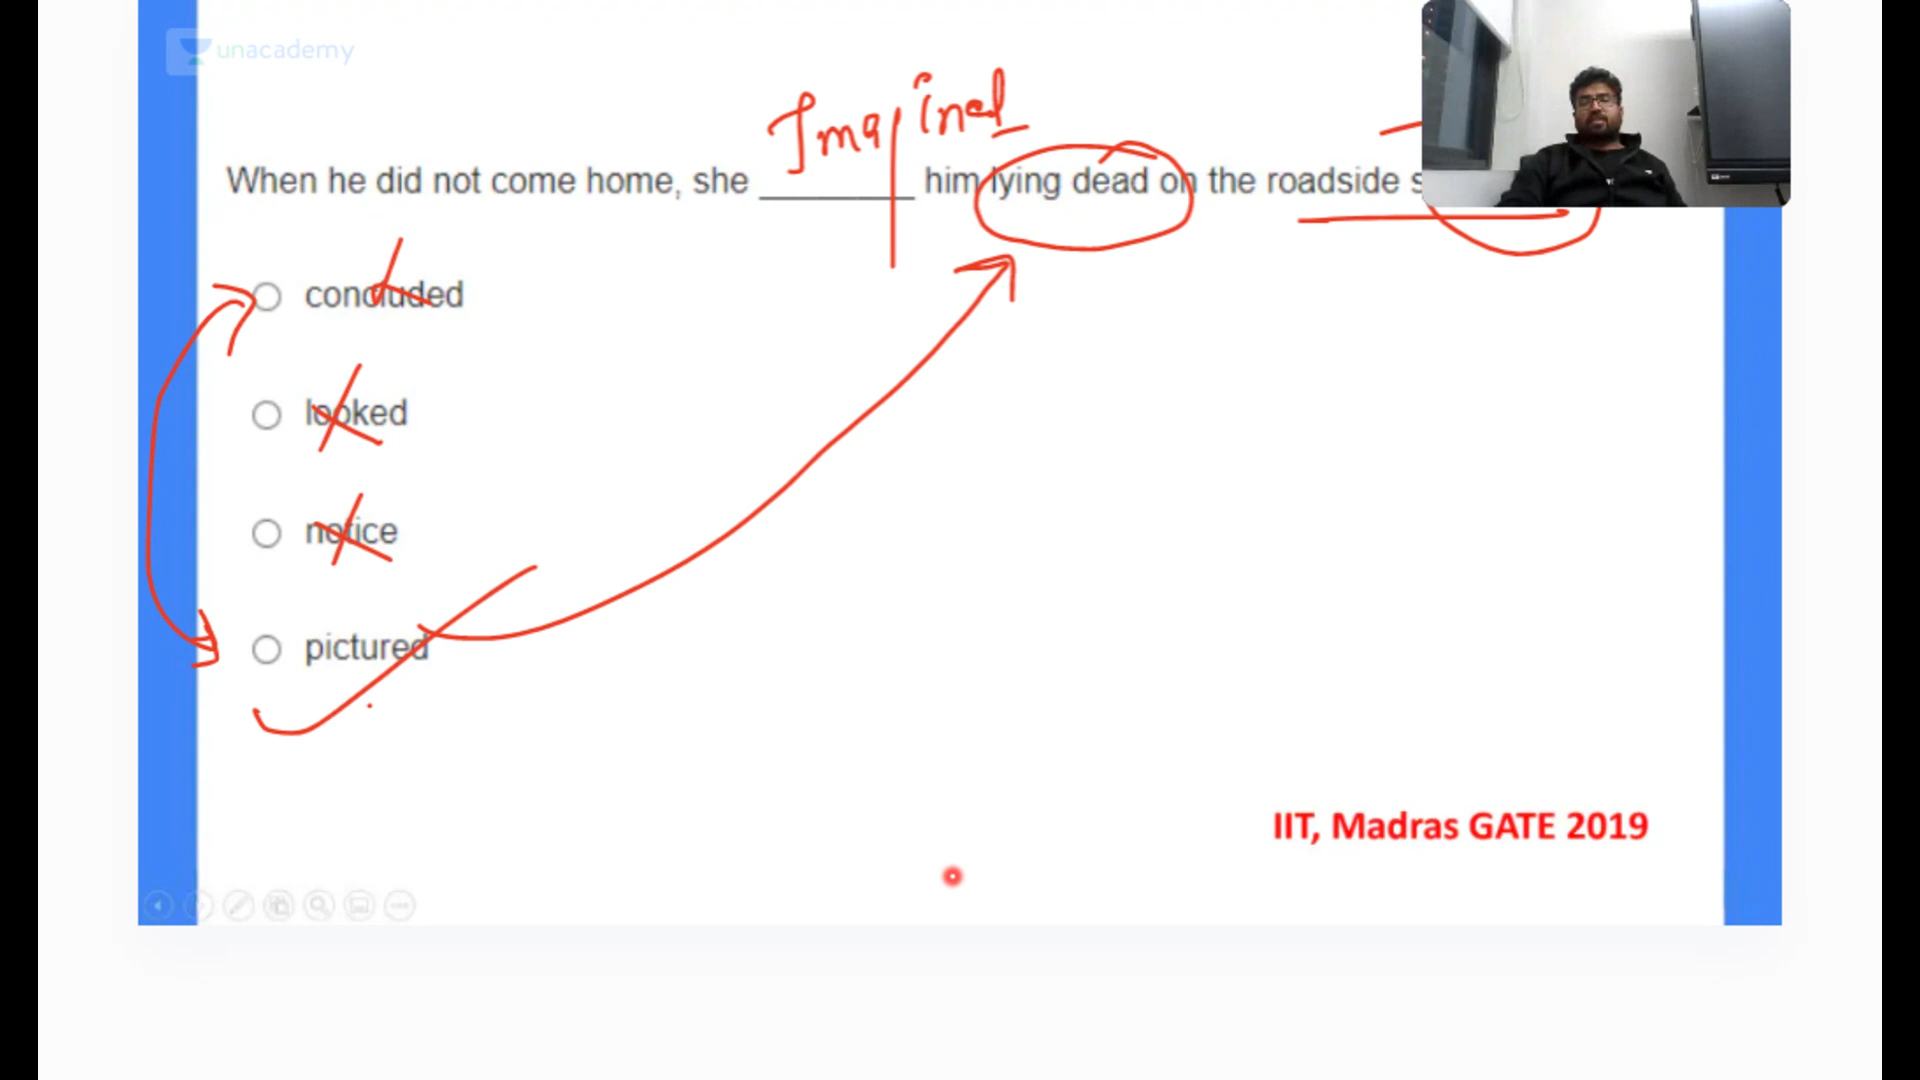 unacademy
Imagined
When he did not come home, she ________ him lying dead on the roadside
concluded
looked
notice
pictured
IIT, Madras GATE 2019